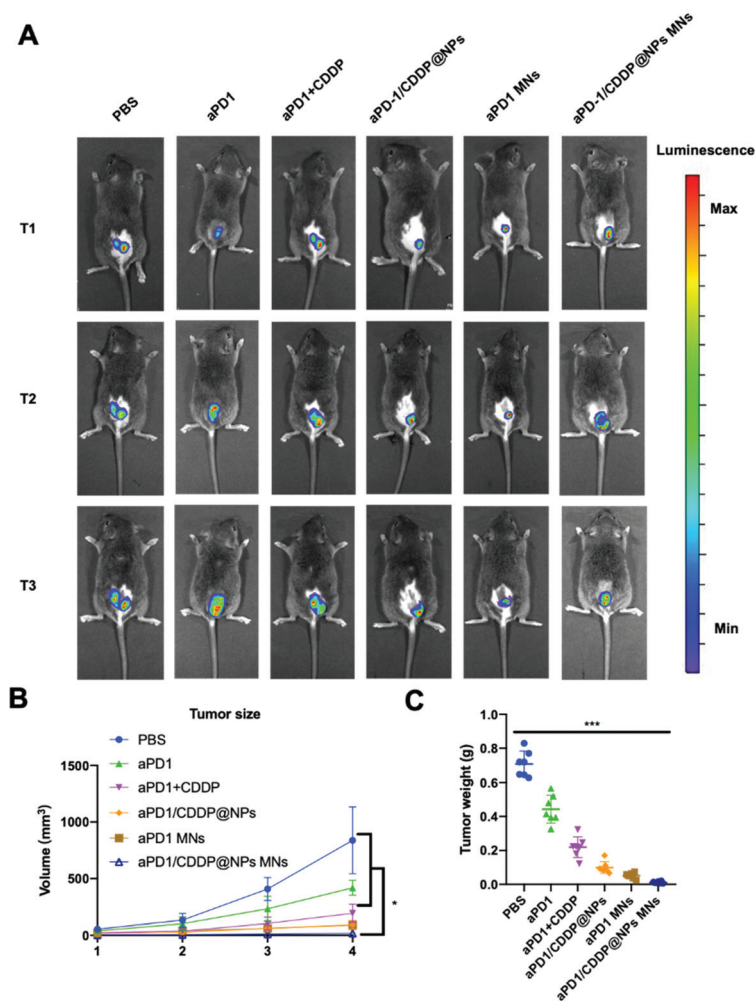 A
PBS
aPD1
aPD1+CDDP
aPD-1/CDDP@NPs
aPD1 MNs
aPD-1/CDDP@NPs MNs
Luminescence
Max
T1
T2
T3
Min
B
Tumor size
PBS
aPD1
aPD1+CDDP
aPD1/CDDP@NPs
aPD1 MNs
aPD1/CDDP@NPs MNs
Volume (mm³)
1500
1000
500
0
1
2
3
4
*
C
***
Tumor weight (g)
1.0
0.8
0.6
0.4
0.2
0.0
PBS
aPD1
aPD1+CDDP
aPD1/CDDP@NPs
aPD1 MNs
aPD1/CDDP@NPs MNs